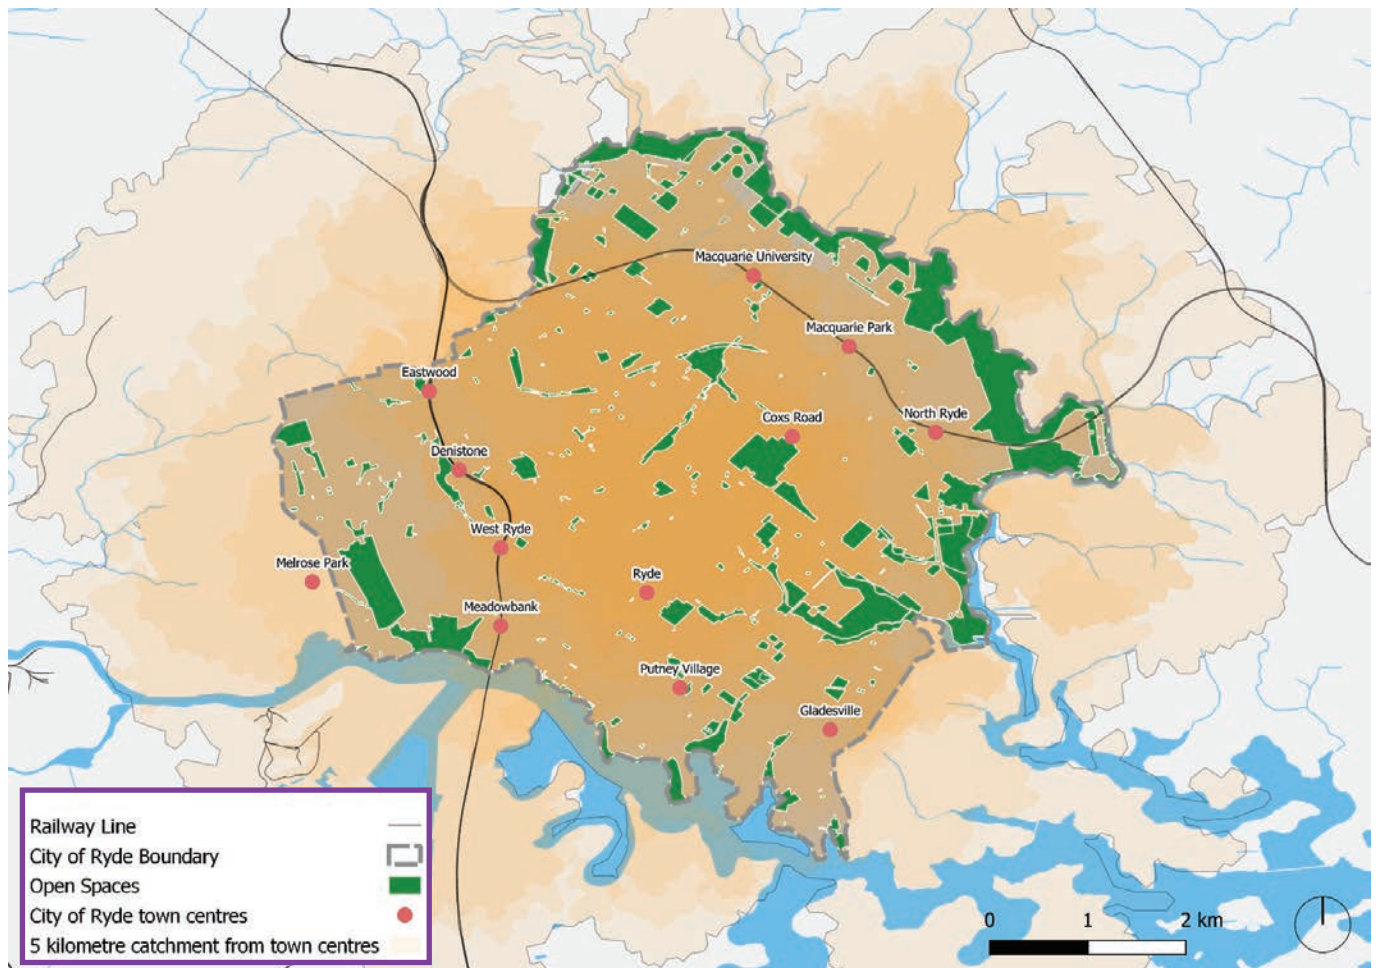 Macquarie University
Macquarie Park
Eastwood
Coxs Road
North Ryde
Denistone
West Ryde
Melrose Park
Ryde
Meadowbank
Putney Village
Gladesville
Railway Line
City of Ryde Boundary
Open Spaces
City of Ryde town centres
5 kilometre catchment from town centres
0 1 2 km